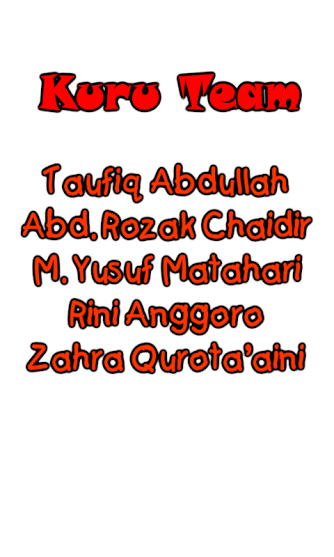 Kuru Team
Taufiq Abdullah
Abd. Rozak Chaidir
M. Yusuf Matahari
Rini Anggoro
Zahra Qurota'aini